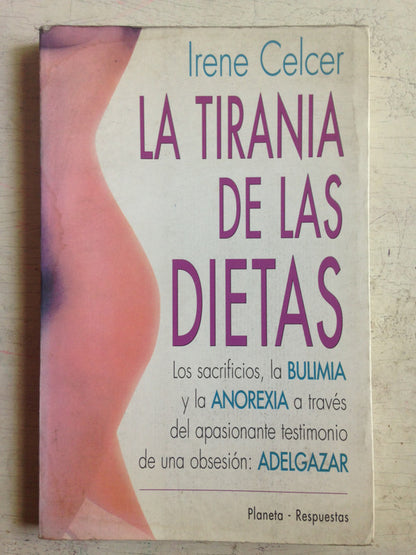 Irene Celcer
LA TIRANIA
DE LAS
DIETAS
Los sacrificios, la BULIMIA
y la ANOREXIA a través
del apasionante testimonio
de una obsesión: ADELGAZAR
Planeta - Respuestas